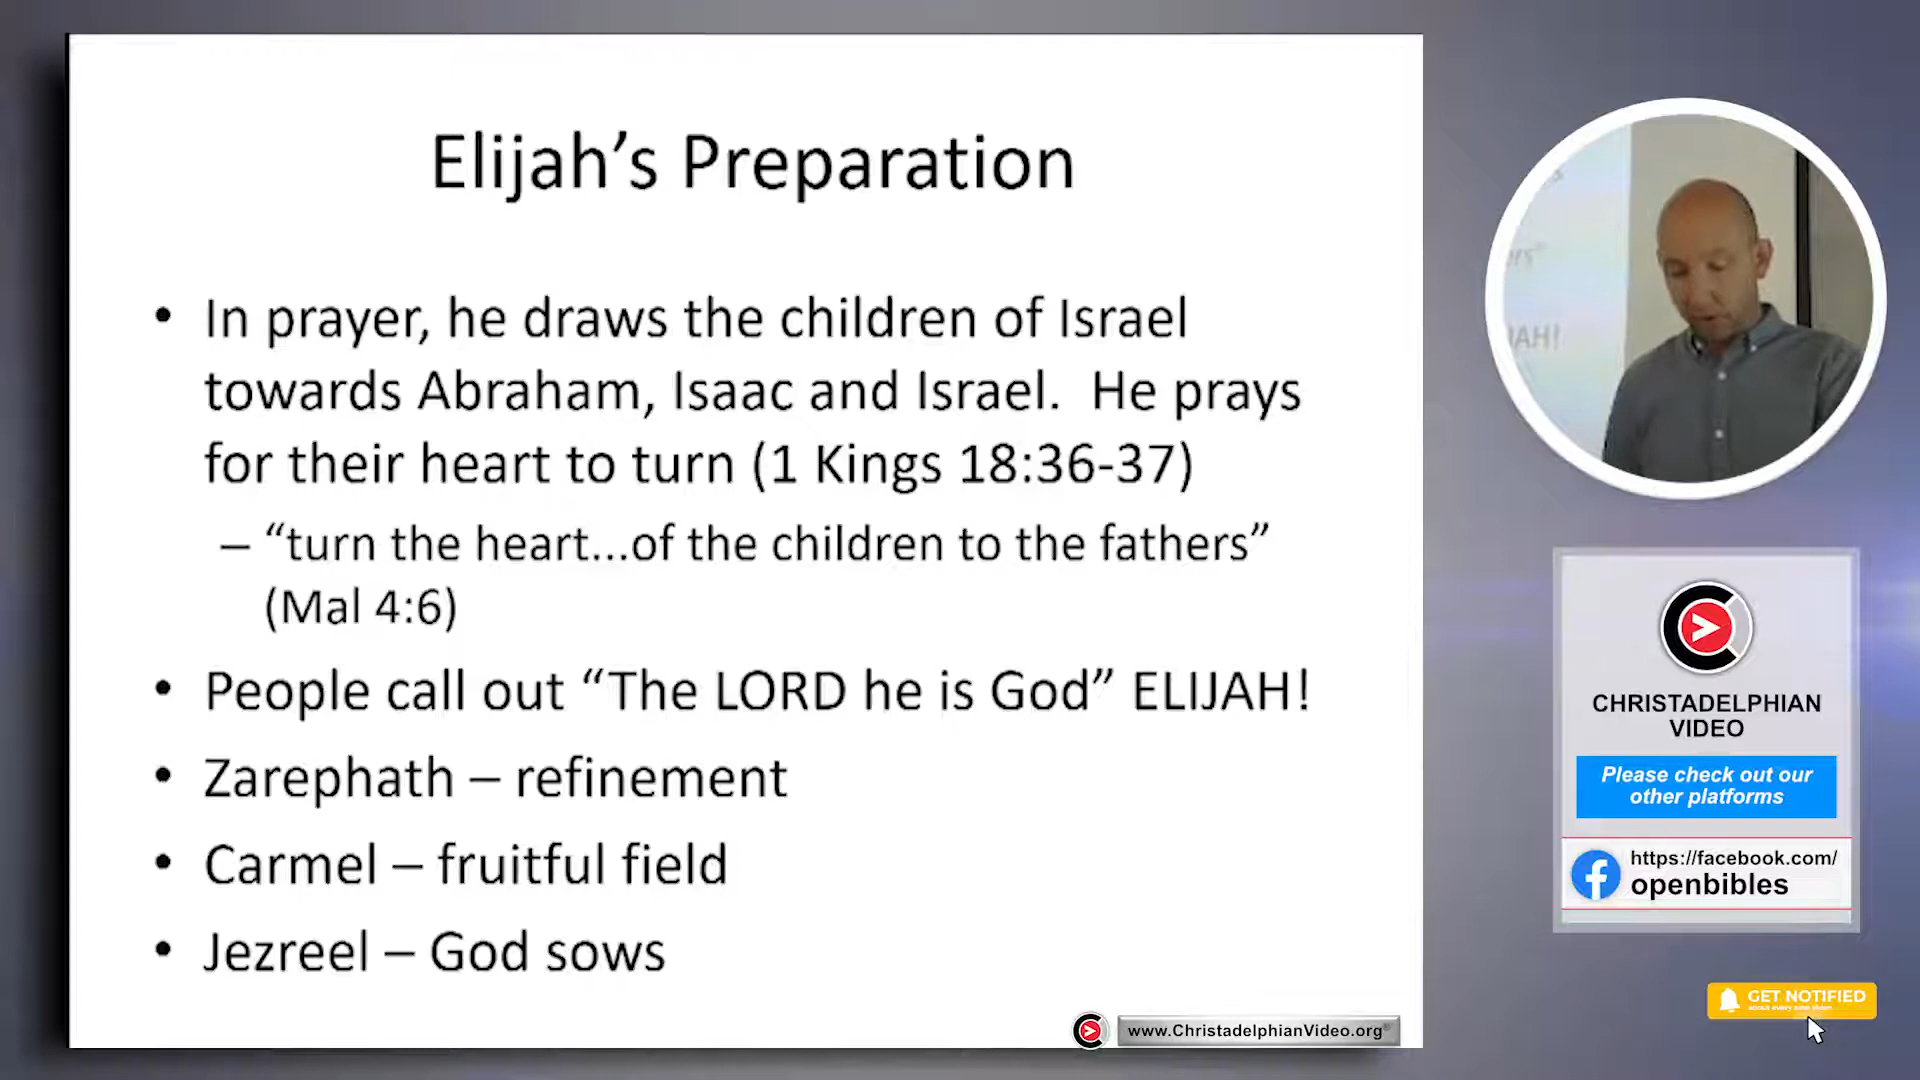 Elijah’s Preparation
• In prayer, he draws the children of Israel
towards Abraham, Isaac and Israel.  He prays
for their heart to turn (1 Kings 18:36-37)
– “turn the heart...of the children to the fathers”
(Mal 4:6)
• People call out “The LORD he is God” ELIJAH!
• Zarephath – refinement
• Carmel – fruitful field
• Jezreel – God sows
www.ChristadelphianVideo.org
CHRISTADELPHIAN
VIDEO
Please check out our
other platforms
https://facebook.com/
openbibles
GET NOTIFIED